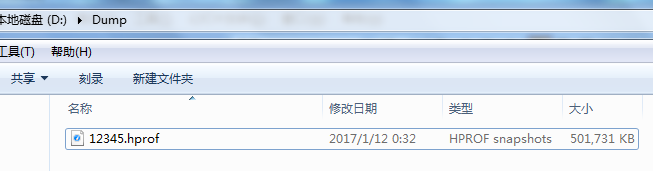 本地磁盘 (D:) ▸ Dump
工具(T) 帮助(H)
共享 刻录 新建文件夹
名称 修改日期 类型 大小
12345.hprof 2017/1/12 0:32 HPROF snapshots 501,731 KB